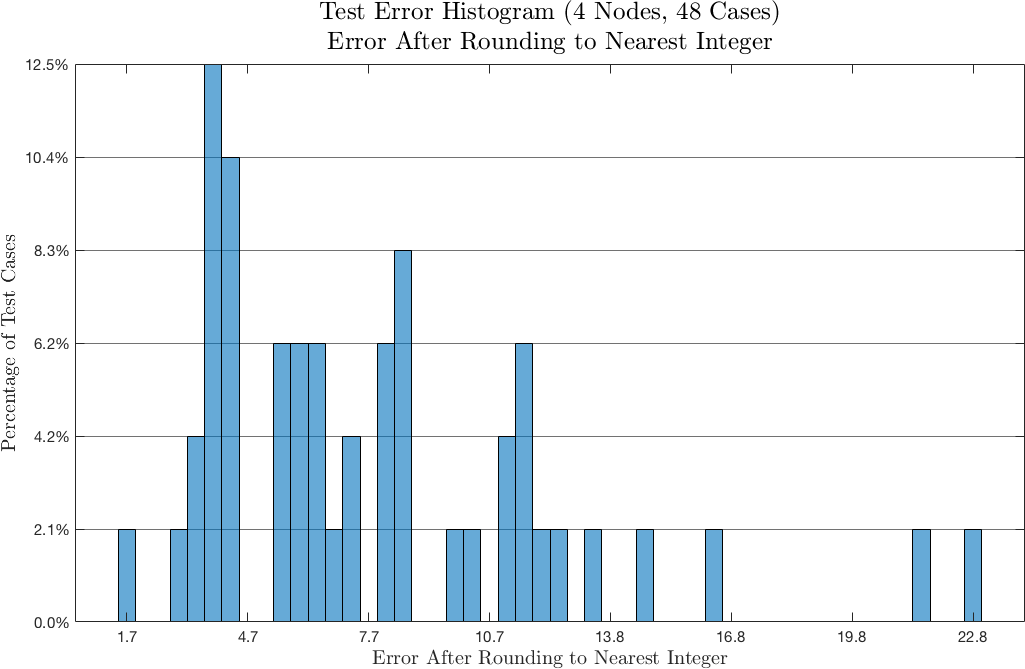 Test Error Histogram (4 Nodes, 48 Cases)
Error After Rounding to Nearest Integer
12.5%
10.4%
8.3%
6.2%
4.2%
2.1%
0.0%
Percentage of Test Cases
1.7 4.7 7.7 10.7 13.8 16.8 19.8 22.8
Error After Rounding to Nearest Integer